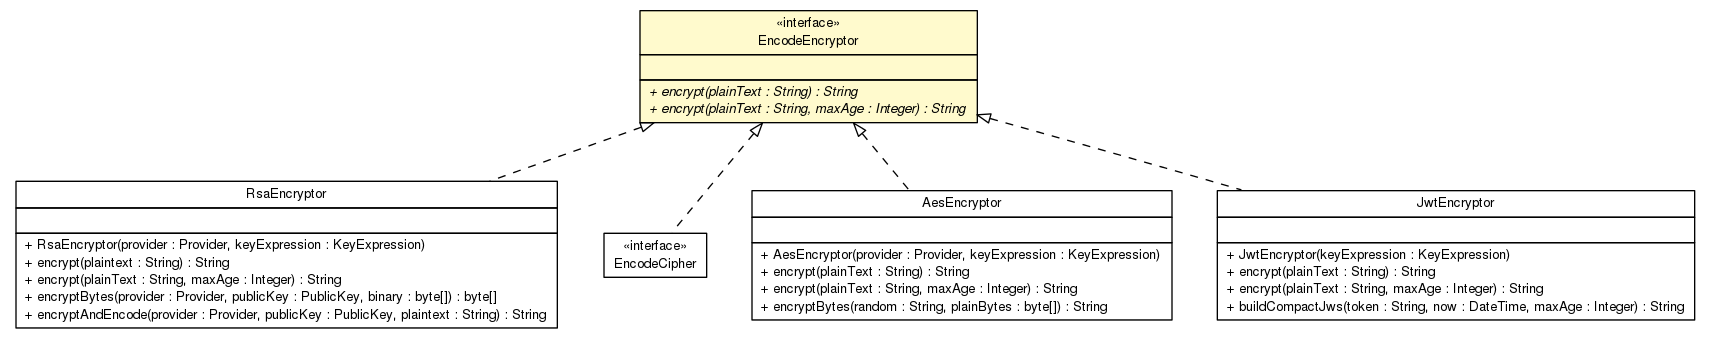 «interface»
EncodeEncryptor
+ encrypt(plainText : String) : String
+ encrypt(plainText : String, maxAge : Integer) : String
RsaEncryptor
+ RsaEncryptor(provider : Provider, keyExpression : KeyExpression)
+ encrypt(plaintext : String) : String
+ encrypt(plainText : String, maxAge : Integer) : String
+ encryptBytes(provider : Provider, publicKey : PublicKey, binary : byte[]) : byte[]
+ encryptAndEncode(provider : Provider, publicKey : PublicKey, plaintext : String) : String
«interface»
EncodeCipher
AesEncryptor
+ AesEncryptor(provider : Provider, keyExpression : KeyExpression)
+ encrypt(plainText : String) : String
+ encrypt(plainText : String, maxAge : Integer) : String
+ encryptBytes(random : String, plainBytes : byte[]) : String
JwtEncryptor
+ JwtEncryptor(keyExpression : KeyExpression)
+ encrypt(plainText : String) : String
+ encrypt(plainText : String, maxAge : Integer) : String
+ buildCompactJws(token : String, now : DateTime, maxAge : Integer) : String